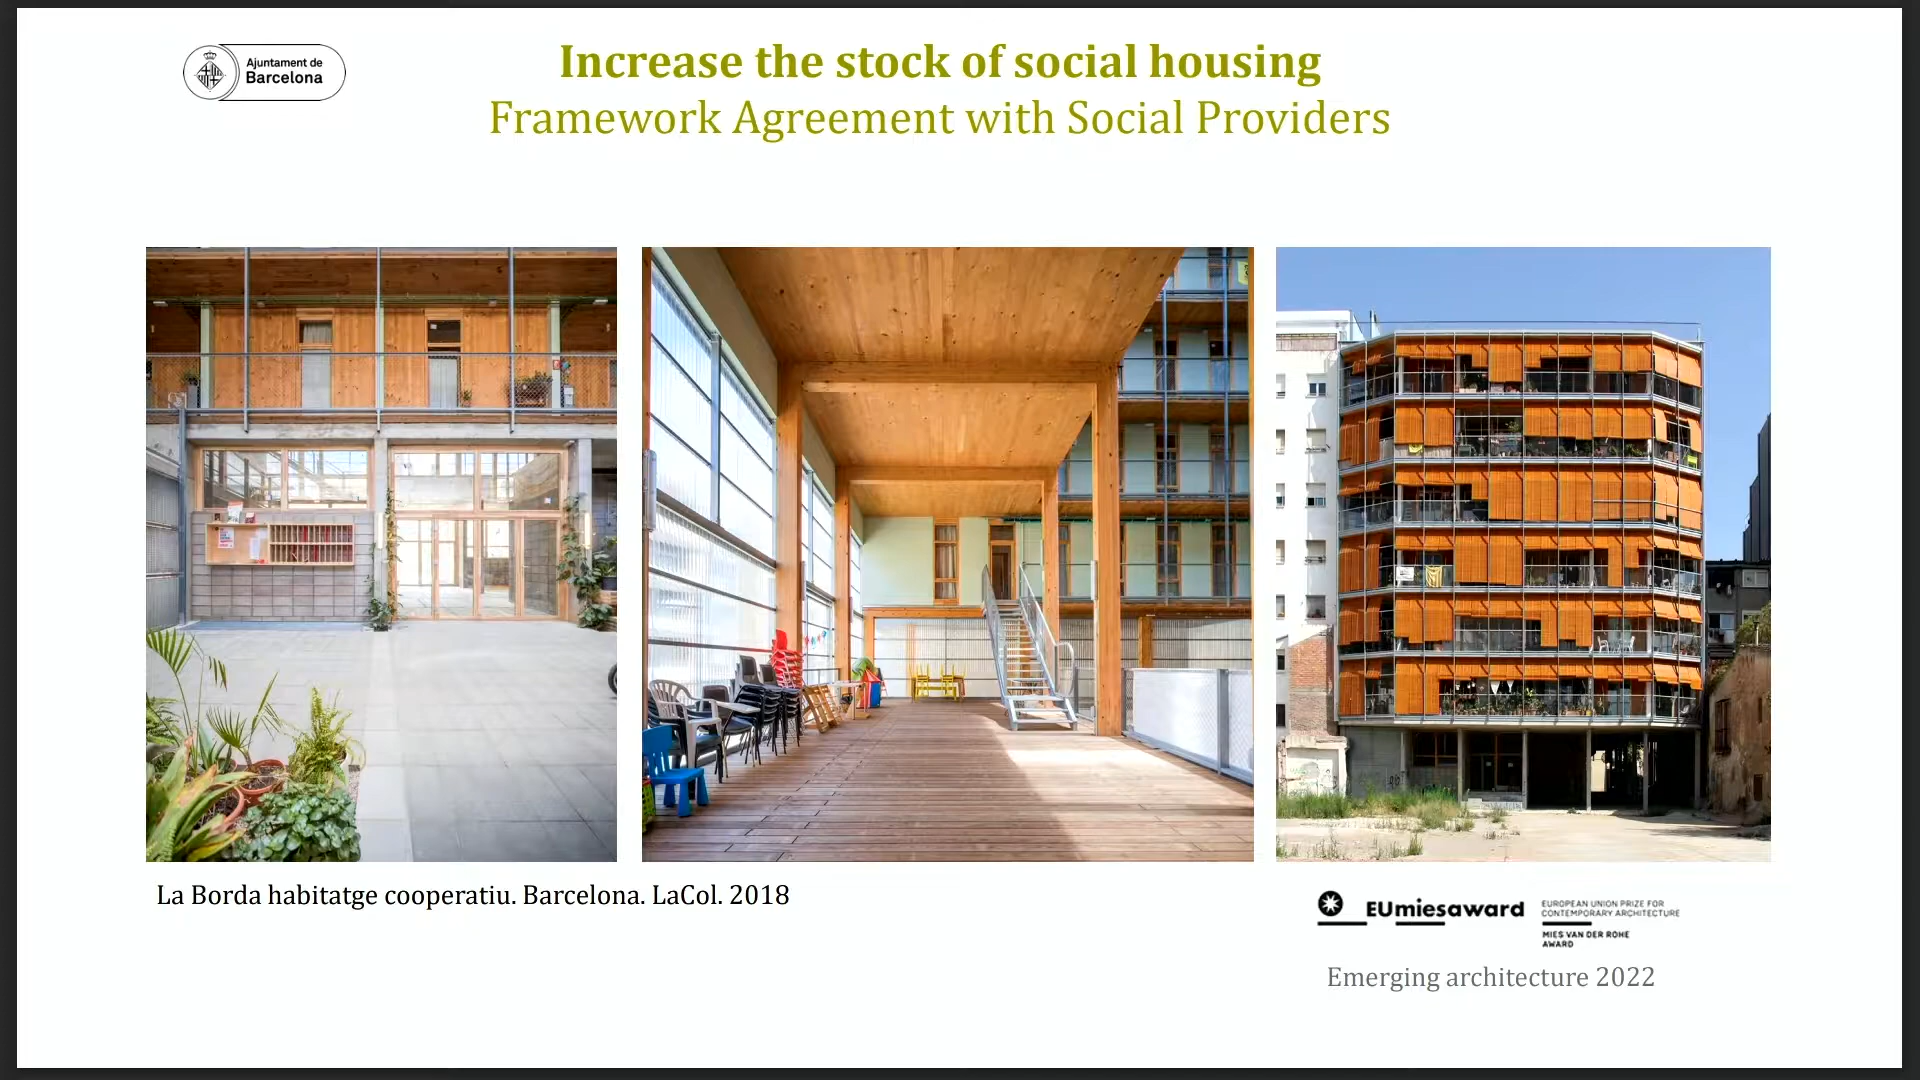 Ajuntament de
Barcelona
Increase the stock of social housing
Framework Agreement with Social Providers
La Borda habitatge cooperatiu. Barcelona. LaCol. 2018
EUmiesaward
EUROPEAN UNION PRIZE FOR
CONTEMPORARY ARCHITECTURE
MIES VAN DER ROHE
AWARD
Emerging architecture 2022